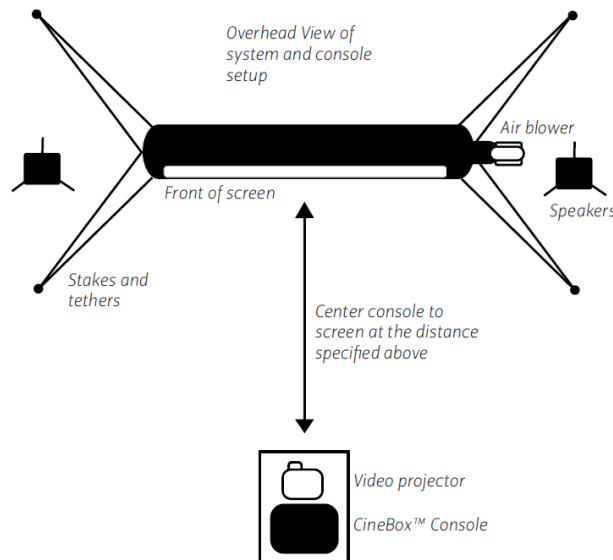 Overhead View of
system and console
setup
Air blower
Front of screen
Speakers
Stakes and
tethers
Center console to
screen at the distance
specified above
Video projector
CineBox™ Console